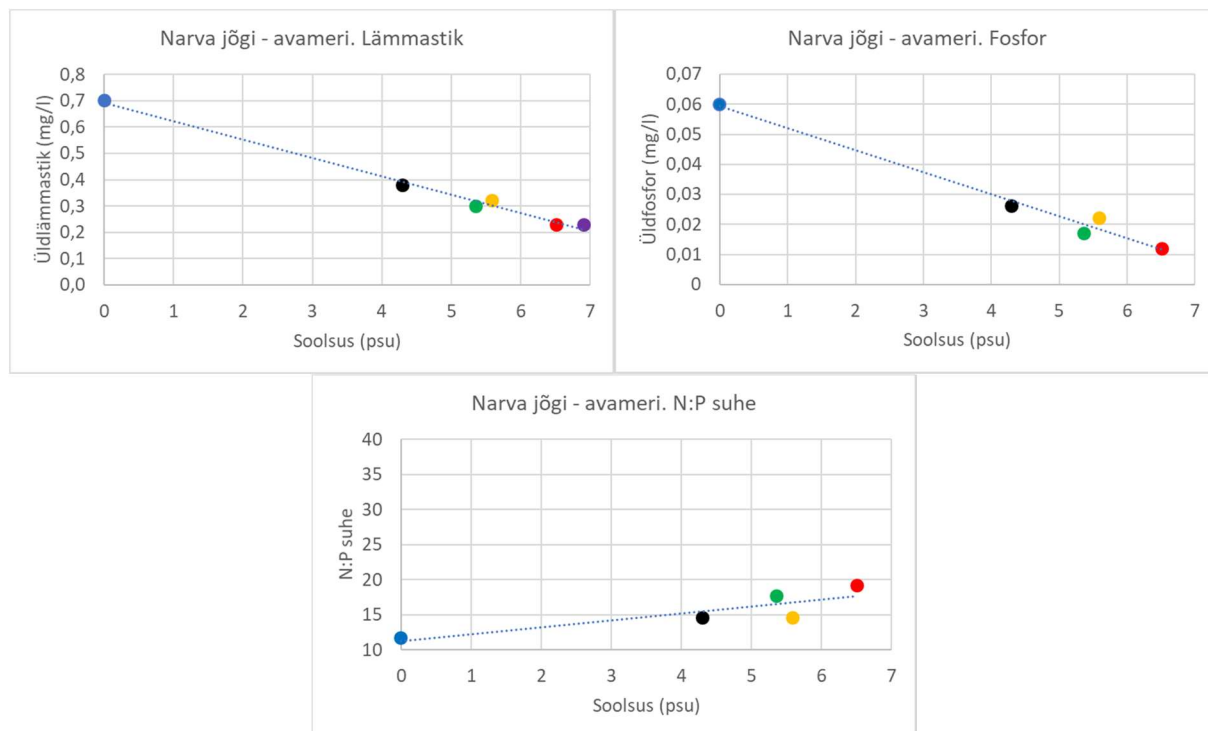 Narva jõgi - avameri. Lämmastik
Üldlämmastik (mg/l)
0,8
0,7
0,6
0,5
0,4
0,3
0,2
0,1
0,0
0 1 2 3 4 5 6 7
Soolsus (psu)
Narva jõgi - avameri. Fosfor
Üldfosfor (mg/l)
0,07
0,06
0,05
0,04
0,03
0,02
0,01
0
0 1 2 3 4 5 6 7
Soolsus (psu)
Narva jõgi - avameri. N:P suhe
N:P suhe
40
35
30
25
20
15
10
0 1 2 3 4 5 6 7
Soolsus (psu)